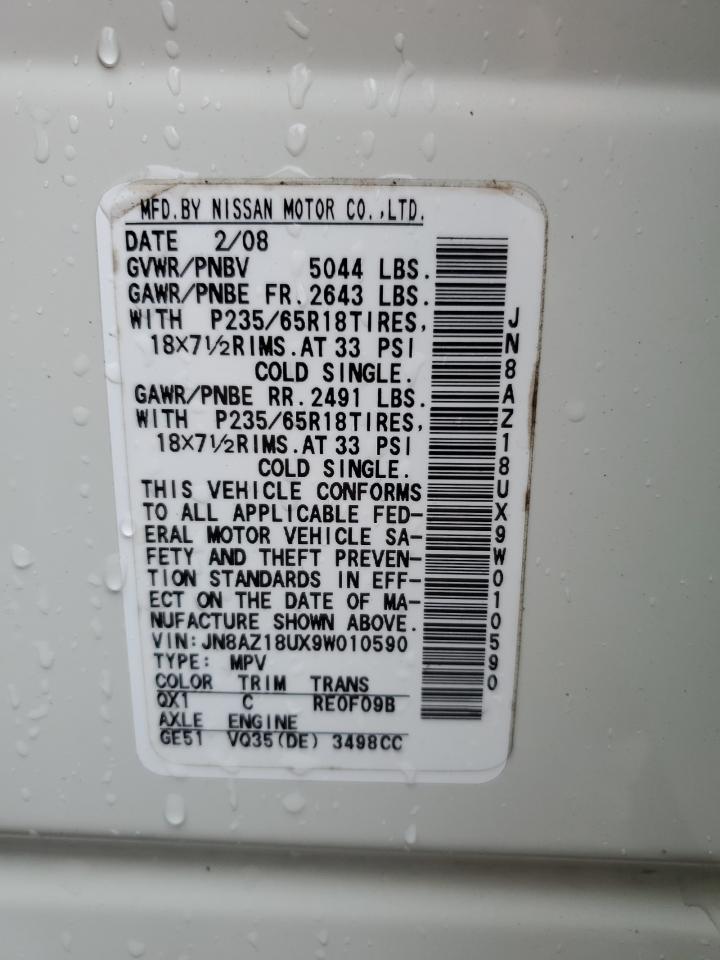 MFD.BY NISSAN MOTOR CO.,LTD.
DATE 2/08
GVWR/PNBV 5044 LBS.
GAWR/PNBE FR.2643 LBS.
WITH P235/65R18TIRES,
18X7½RIMS.AT 33 PSI
COLD SINGLE.
GAWR/PNBE RR.2491 LBS.
WITH P235/65R18TIRES,
18X7½RIMS.AT 33 PSI
COLD SINGLE.
THIS VEHICLE CONFORMS
TO ALL APPLICABLE FED-
ERAL MOTOR VEHICLE SA-
FETY AND THEFT PREVEN-
TION STANDARDS IN EFF-
ECT ON THE DATE OF MA-
NUFACTURE SHOWN ABOVE.
VIN:JN8AZ18UX9W010590
TYPE: MPV
COLOR TRIM TRANS
QX1 C RE0F09B
AXLE ENGINE
GE51 VQ35(DE) 3498CC
JN8AZ18UX9W010590